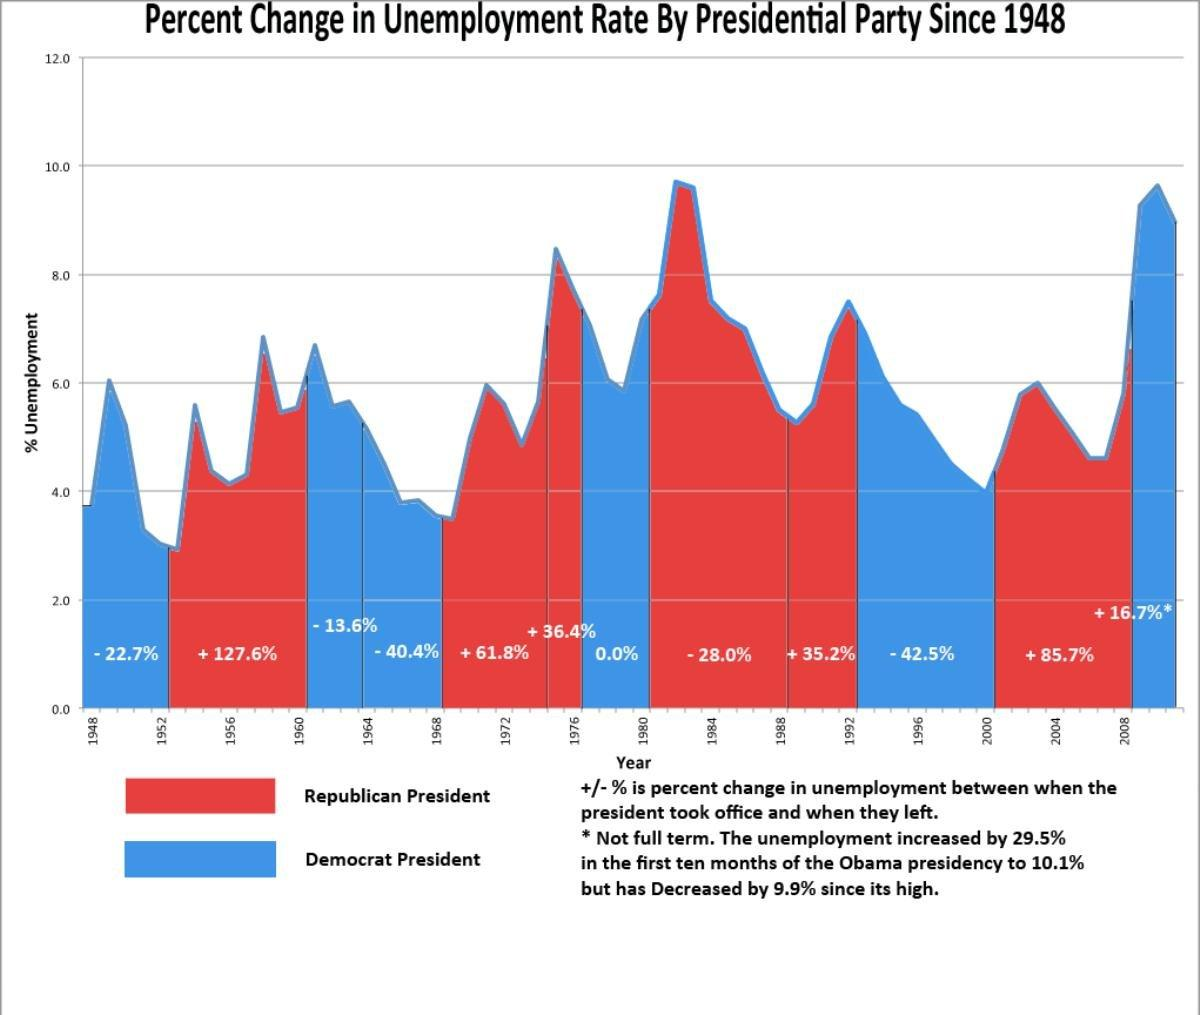 Percent Change in Unemployment Rate By Presidential Party Since 1948
12.0
10.0
8.0
6.0
4.0
2.0
0.0
% Unemployment
- 22.7%
+ 127.6%
- 13.6%
- 40.4%
+ 61.8%
+ 36.4%
0.0%
- 28.0%
+ 35.2%
- 42.5%
+ 85.7%
+ 16.7%*
1948 1952 1956 1960 1964 1968 1972 1976 1980 1984 1988 1992 1996 2000 2004 2008
Year
Republican President
Democrat President
+/- % is percent change in unemployment between when the
president took office and when they left.
* Not full term. The unemployment increased by 29.5%
in the first ten months of the Obama presidency to 10.1%
but has Decreased by 9.9% since its high.